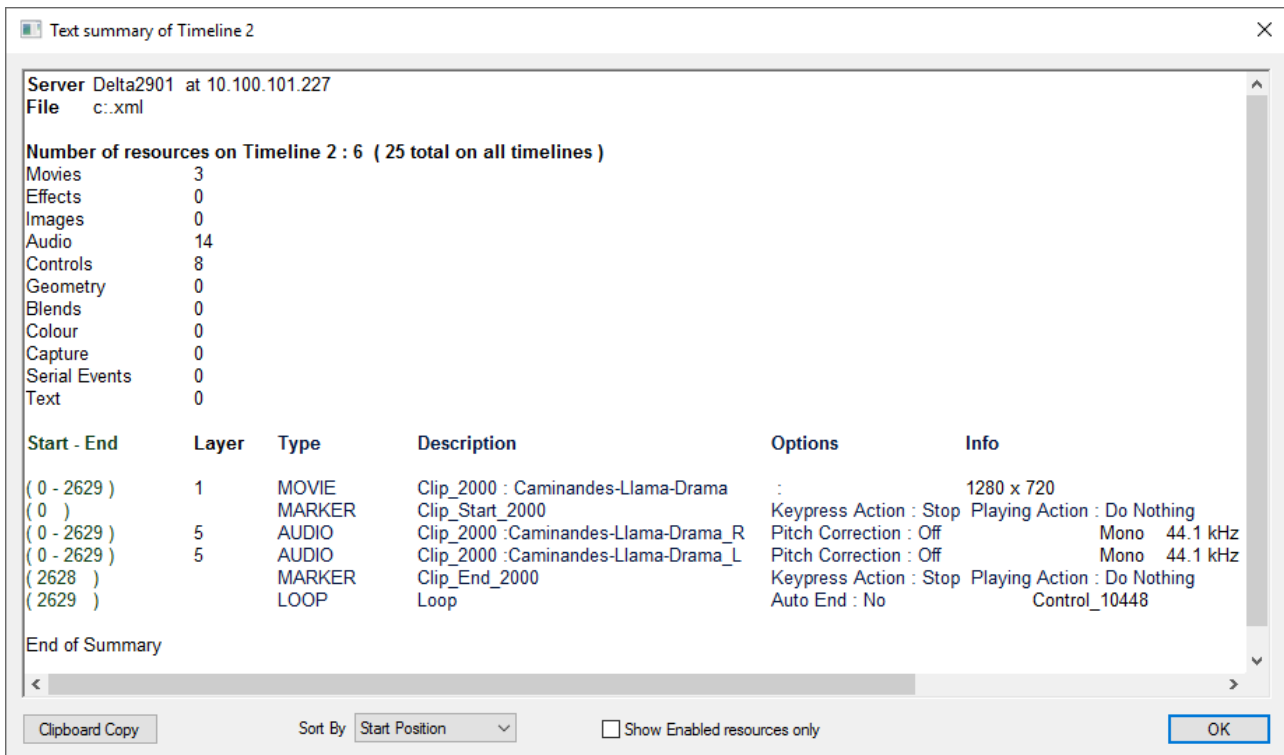 Text summary of Timeline 2
Server Delta2901 at 10.100.101.227
File c:.xml
Number of resources on Timeline 2 : 6 ( 25 total on all timelines )
Movies 3
Effects 0
Images 0
Audio 14
Controls 8
Geometry 0
Blends 0
Colour 0
Capture 0
Serial Events 0
Text 0
Start - End Layer Type Description Options Info
( 0 - 2629 ) 1 MOVIE Clip_2000 : Caminandes-Llama-Drama : 1280 x 720
( 0 ) MARKER Clip_Start_2000 Keypress Action : Stop Playing Action : Do Nothing
( 0 - 2629 ) 5 AUDIO Clip_2000 :Caminandes-Llama-Drama_R Pitch Correction : Off Mono 44.1 kHz
( 0 - 2629 ) 5 AUDIO Clip_2000 :Caminandes-Llama-Drama_L Pitch Correction : Off Mono 44.1 kHz
( 2628 ) MARKER Clip_End_2000 Keypress Action : Stop Playing Action : Do Nothing
( 2629 ) LOOP Loop Auto End : No Control_10448
End of Summary
Clipboard Copy Sort By Start Position Show Enabled resources only OK